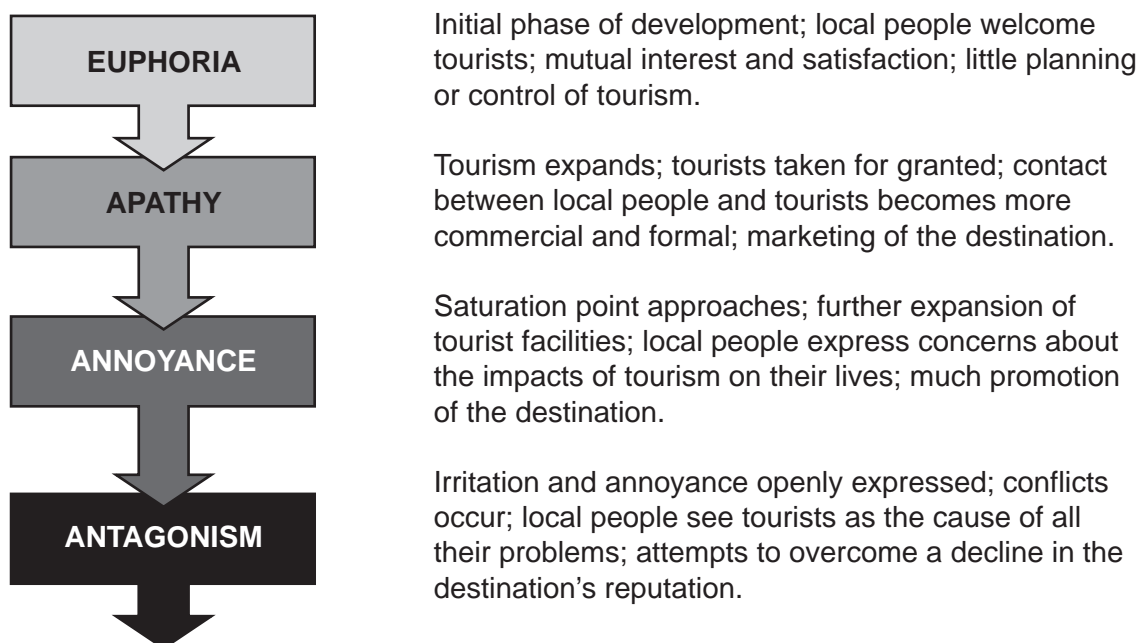 EUPHORIA
Initial phase of development; local people welcome
tourists; mutual interest and satisfaction; little planning
or control of tourism.
APATHY
Tourism expands; tourists taken for granted; contact
between local people and tourists becomes more
commercial and formal; marketing of the destination.
ANNOYANCE
Saturation point approaches; further expansion of
tourist facilities; local people express concerns about
the impacts of tourism on their lives; much promotion
of the destination.
ANTAGONISM
Irritation and annoyance openly expressed; conflicts
occur; local people see tourists as the cause of all
their problems; attempts to overcome a decline in the
destination’s reputation.